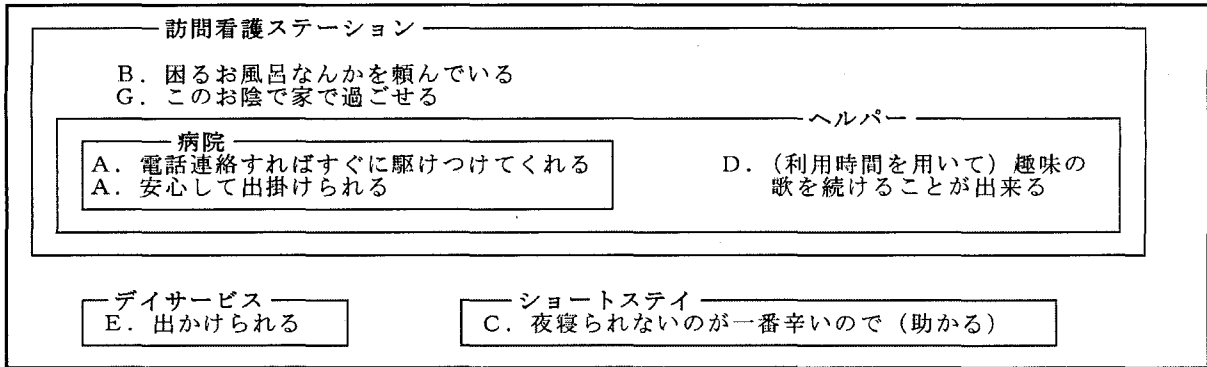 訪問看護ステーション
B．困るお風呂なんかを頼んでいる
G．このお陰で家で過ごせる
ヘルパー
病院
A．電話連絡すればすぐに駆けつけてくれる
A．安心して出掛けられる
D．(利用時間を用いて) 趣味の
歌を続けることが出来る
デイサービス
E．出かけられる
ショートステイ
C．夜寝られないのが一番辛いので (助かる)